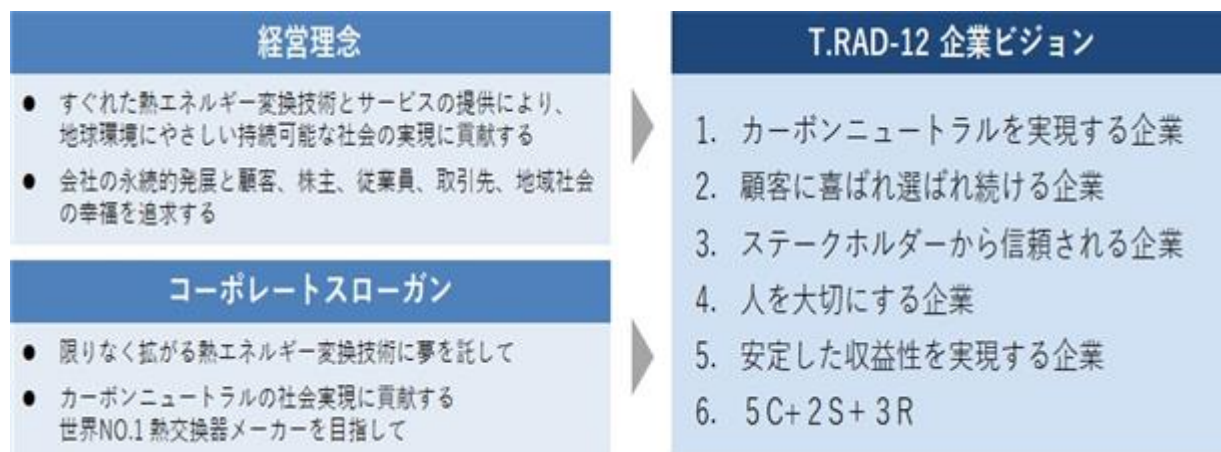 経営理念
● すぐれた熱エネルギー変換技術とサービスの提供により、
地球環境にやさしい持続可能な社会の実現に貢献する
● 会社の永続的発展と顧客、株主、従業員、取引先、地域社会
の幸福を追求する
コーポレートスローガン
● 限りなく拡がる熱エネルギー変換技術に夢を託して
● カーボンニュートラルの社会実現に貢献する
世界NO.1 熱交換器メーカーを目指して
T.RAD-12 企業ビジョン
1. カーボンニュートラルを実現する企業
2. 顧客に喜ばれ選ばれ続ける企業
3. ステークホルダーから信頼される企業
4. 人を大切にする企業
5. 安定した収益性を実現する企業
6. 5C+2S+3R